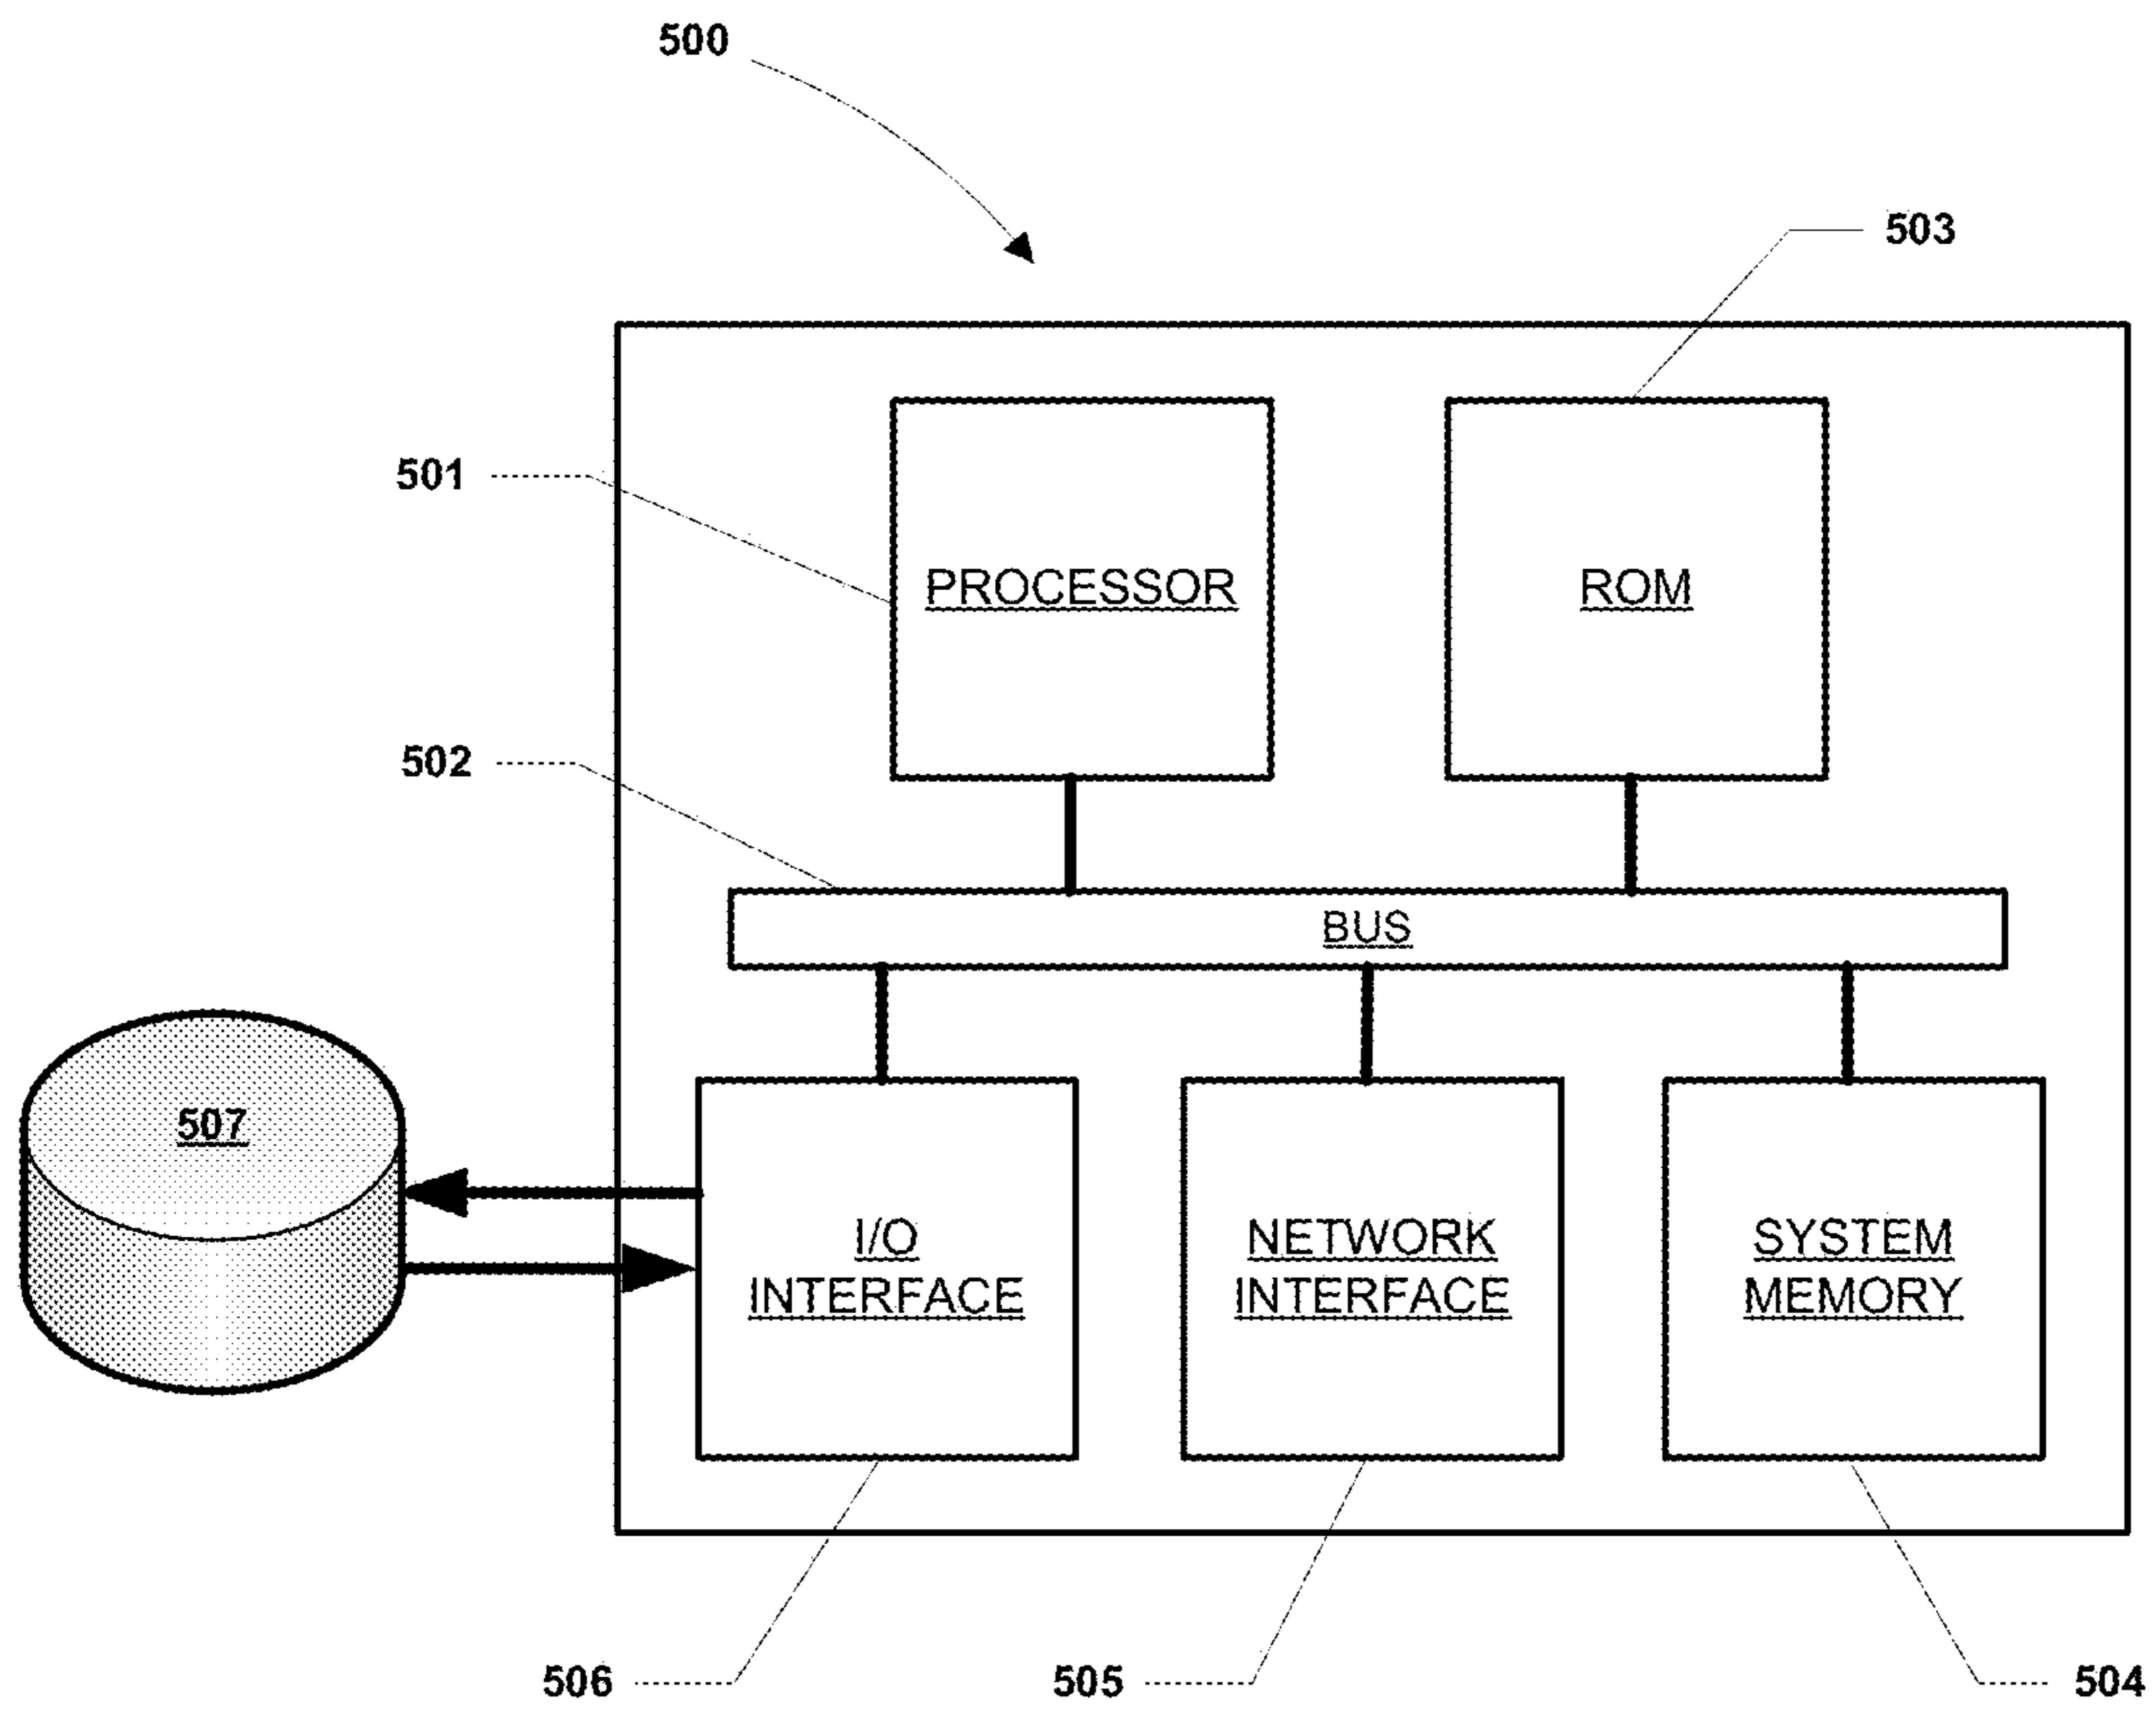 500
503
501
PROCESSOR
ROM
502
BUS
507
I/O
INTERFACE
NETWORK
INTERFACE
SYSTEM
MEMORY
506
505
504